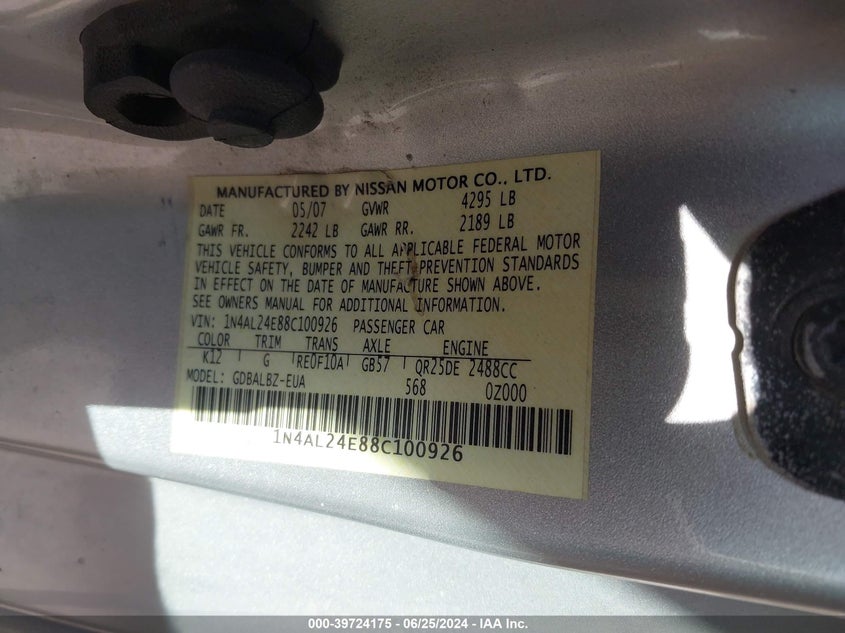 MANUFACTURED BY NISSAN MOTOR CO., LTD.
DATE 05/07 GVWR 4295 LB
GAWR FR. 2242 LB GAWR RR. 2189 LB
THIS VEHICLE CONFORMS TO ALL APPLICABLE FEDERAL MOTOR
VEHICLE SAFETY, BUMPER AND THEFT PREVENTION STANDARDS
IN EFFECT ON THE DATE OF MANUFACTURE SHOWN ABOVE.
SEE OWNERS MANUAL FOR ADDITIONAL INFORMATION.
VIN: 1N4AL24E88C100926 PASSENGER CAR
COLOR TRIM TRANS AXLE ENGINE
K12 G RE0F10A GB57 QR25DE 2488CC
MODEL: GDBALBZ-EUA 568 0Z000
1N4AL24E88C100926
000-39724175 - 06/25/2024 - IAA Inc.